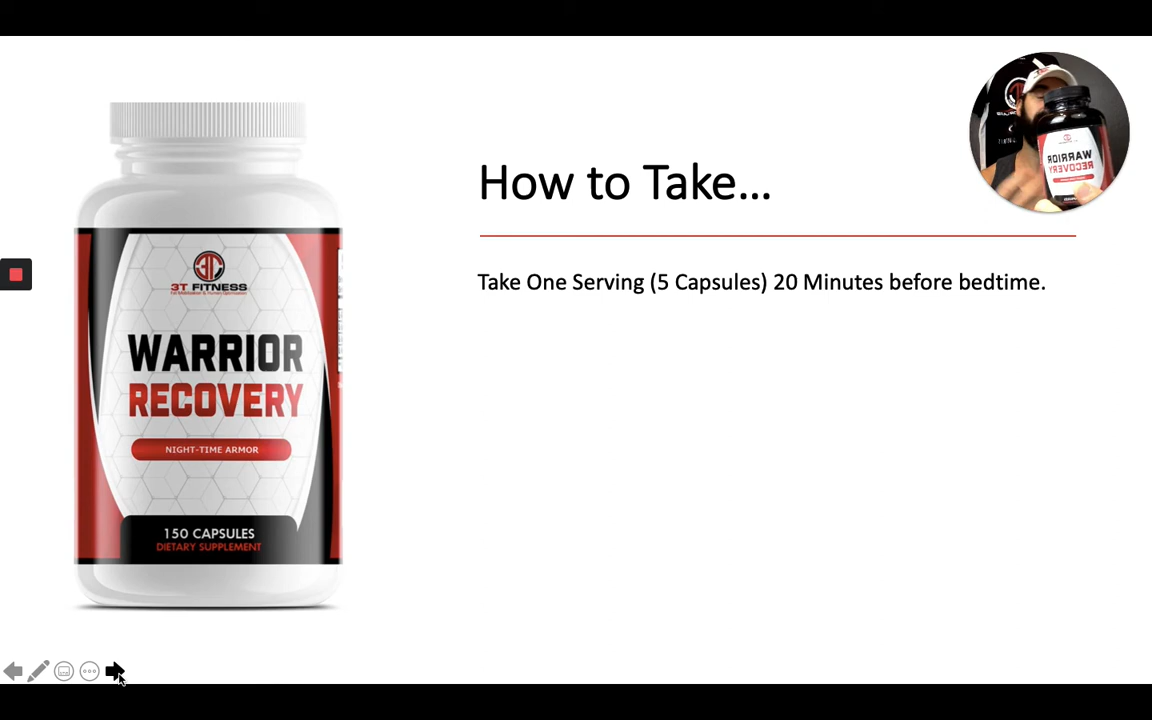 How to Take...
Take One Serving (5 Capsules) 20 Minutes before bedtime.
3T FITNESS
WARRIOR
RECOVERY
NIGHT-TIME ARMOR
150 CAPSULES
DIETARY SUPPLEMENT
WARRIOR
RECOVERY